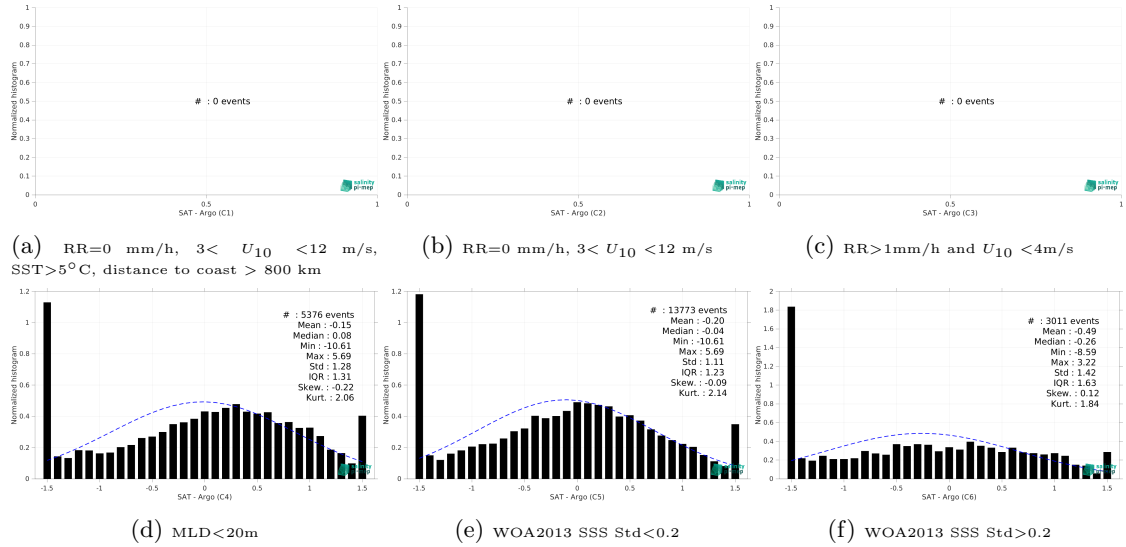 1
0.9
0.8
0.7
0.6
0.5
0.4
0.3
0.2
0.1
0
Normalized histogram
# : 0 events
salinity
pi-mep
0 0.5 1
SAT - Argo (C1)
1
0.9
0.8
0.7
0.6
0.5
0.4
0.3
0.2
0.1
0
Normalized histogram
# : 0 events
salinity
pi-mep
0 0.5 1
SAT - Argo (C2)
1
0.9
0.8
0.7
0.6
0.5
0.4
0.3
0.2
0.1
0
Normalized histogram
# : 0 events
salinity
pi-mep
0 0.5 1
SAT - Argo (C3)
(a) RR=0 mm/h, 3< U10 <12 m/s,
SST>5°C, distance to coast > 800 km
(b) RR=0 mm/h, 3< U10 <12 m/s
(c) RR>1mm/h and U10 <4m/s
1.2
1
0.8
0.6
0.4
0.2
0
Normalized histogram
# : 5376 events
Mean : -0.15
Median : 0.08
Min : -10.61
Max : 5.69
Std : 1.28
IQR : 1.31
Skew. : -0.22
Kurt. : 2.06
-1.5 -1 -0.5 0 0.5 1 1.5
SAT - Argo (C4)
1.2
1
0.8
0.6
0.4
0.2
0
Normalized histogram
# : 13773 events
Mean : -0.20
Median : -0.04
Min : -10.61
Max : 5.69
Std : 1.11
IQR : 1.23
Skew. : -0.09
Kurt. : 2.14
-1.5 -1 -0.5 0 0.5 1 1.5
SAT - Argo (C5)
2
1.8
1.6
1.4
1.2
1
0.8
0.6
0.4
0.2
0
Normalized histogram
# : 3011 events
Mean : -0.49
Median : -0.26
Min : -8.59
Max : 3.22
Std : 1.42
IQR : 1.63
Skew. : 0.12
Kurt. : 1.84
-1.5 -1 -0.5 0 0.5 1 1.5
SAT - Argo (C6)
(d) MLD<20m
(e) WOA2013 SSS Std<0.2
(f) WOA2013 SSS Std>0.2